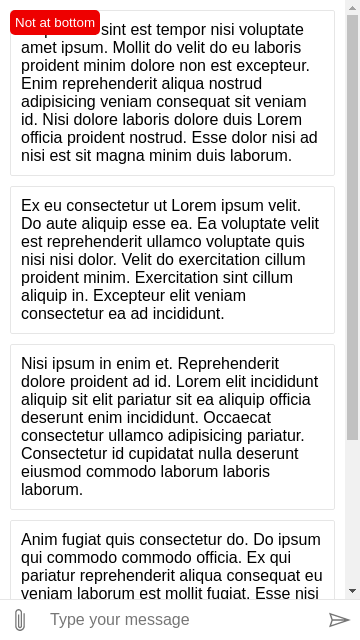 Not at bottom
sint est tempor nisi voluptate
amet ipsum. Mollit do velit do eu laboris
proident minim dolore non est excepteur.
Enim reprehenderit aliqua nostrud
adipisicing veniam consequat sit veniam
id. Nisi dolore laboris dolore duis Lorem
officia proident nostrud. Esse dolor nisi ad
nisi est sit magna minim duis laborum.
Ex eu consectetur ut Lorem ipsum velit.
Do aute aliquip esse ea. Ea voluptate velit
est reprehenderit ullamco voluptate quis
nisi nisi dolor. Velit do exercitation cillum
proident minim. Exercitation sint cillum
aliquip in. Excepteur elit veniam
consectetur ea ad incididunt.
Nisi ipsum in enim et. Reprehenderit
dolore proident ad id. Lorem elit incididunt
aliquip sit elit pariatur sit ea aliquip officia
deserunt enim incididunt. Occaecat
consectetur ullamco adipisicing pariatur.
Consectetur id cupidatat nulla deserunt
eiusmod commodo laborum laboris
laborum.
Anim fugiat quis consectetur do. Do ipsum
qui commodo commodo officia. Ex qui
pariatur reprehenderit aliqua consequat eu
veniam laborum est mollit fugiat. Esse nisi
Type your message